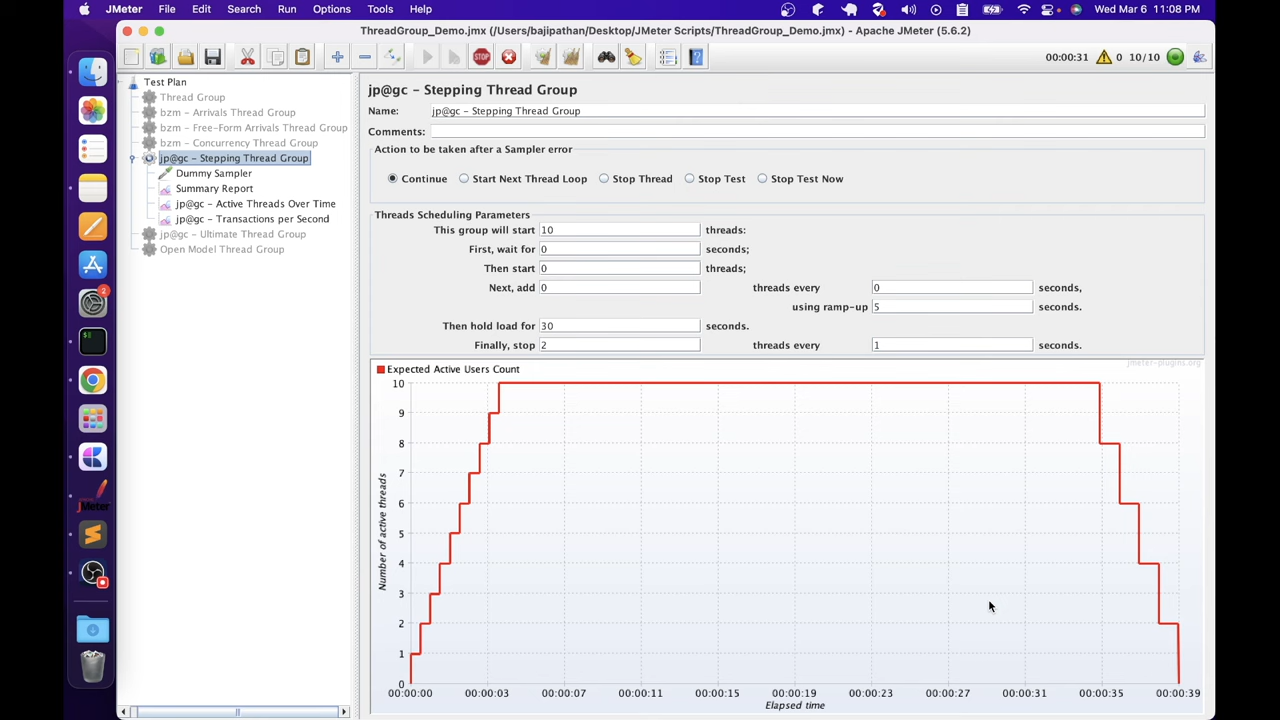 JMeter File Edit Search Run Options Tools Help Wed Mar 6 11:08 PM
ThreadGroup_Demo.jmx (/Users/bajipathan/Desktop/JMeter Scripts/ThreadGroup_Demo.jmx) - Apache JMeter (5.6.2)
STOP 00:00:31 0 10/10
Test Plan
Thread Group
bzm - Arrivals Thread Group
bzm - Free-Form Arrivals Thread Group
bzm - Concurrency Thread Group
jp@gc - Stepping Thread Group
Dummy Sampler
Summary Report
jp@gc - Active Threads Over Time
jp@gc - Transactions per Second
jp@gc - Ultimate Thread Group
Open Model Thread Group
jp@gc - Stepping Thread Group
Name: jp@gc - Stepping Thread Group
Comments:
Action to be taken after a Sampler error
Continue Start Next Thread Loop Stop Thread Stop Test Stop Test Now
Threads Scheduling Parameters
This group will start 10 threads:
First, wait for 0 seconds;
Then start 0 threads;
Next, add 0 threads every 0 seconds,
using ramp-up 5 seconds.
Then hold load for 30 seconds.
Finally, stop 2 threads every 1 seconds.
jmeter-plugins.org
Expected Active Users Count
10
9
8
7
6
5
4
3
2
1
0
Number of active threads
00:00:00 00:00:03 00:00:07 00:00:11 00:00:15 00:00:19 00:00:23 00:00:27 00:00:31 00:00:35 00:00:39
Elapsed time
2
JMeter